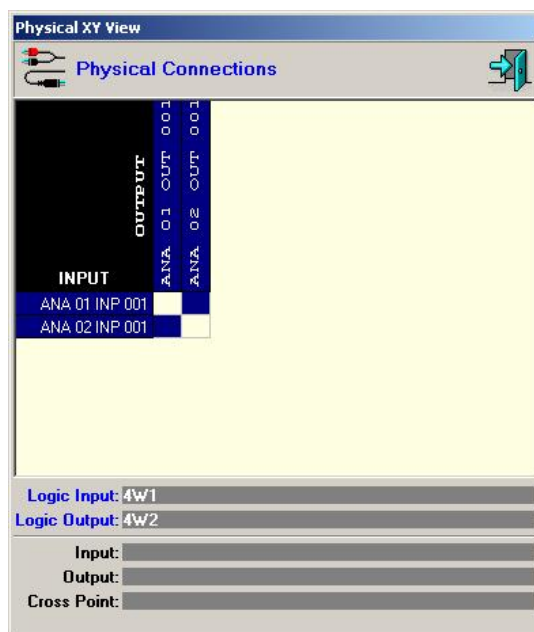 Physical XY View
Physical Connections
OUTPUT
ANA 01 OUT 001
ANA 02 OUT 001
INPUT
ANA 01 INP 001
ANA 02 INP 001
Logic Input: 4W1
Logic Output: 4W2
Input:
Output:
Cross Point: